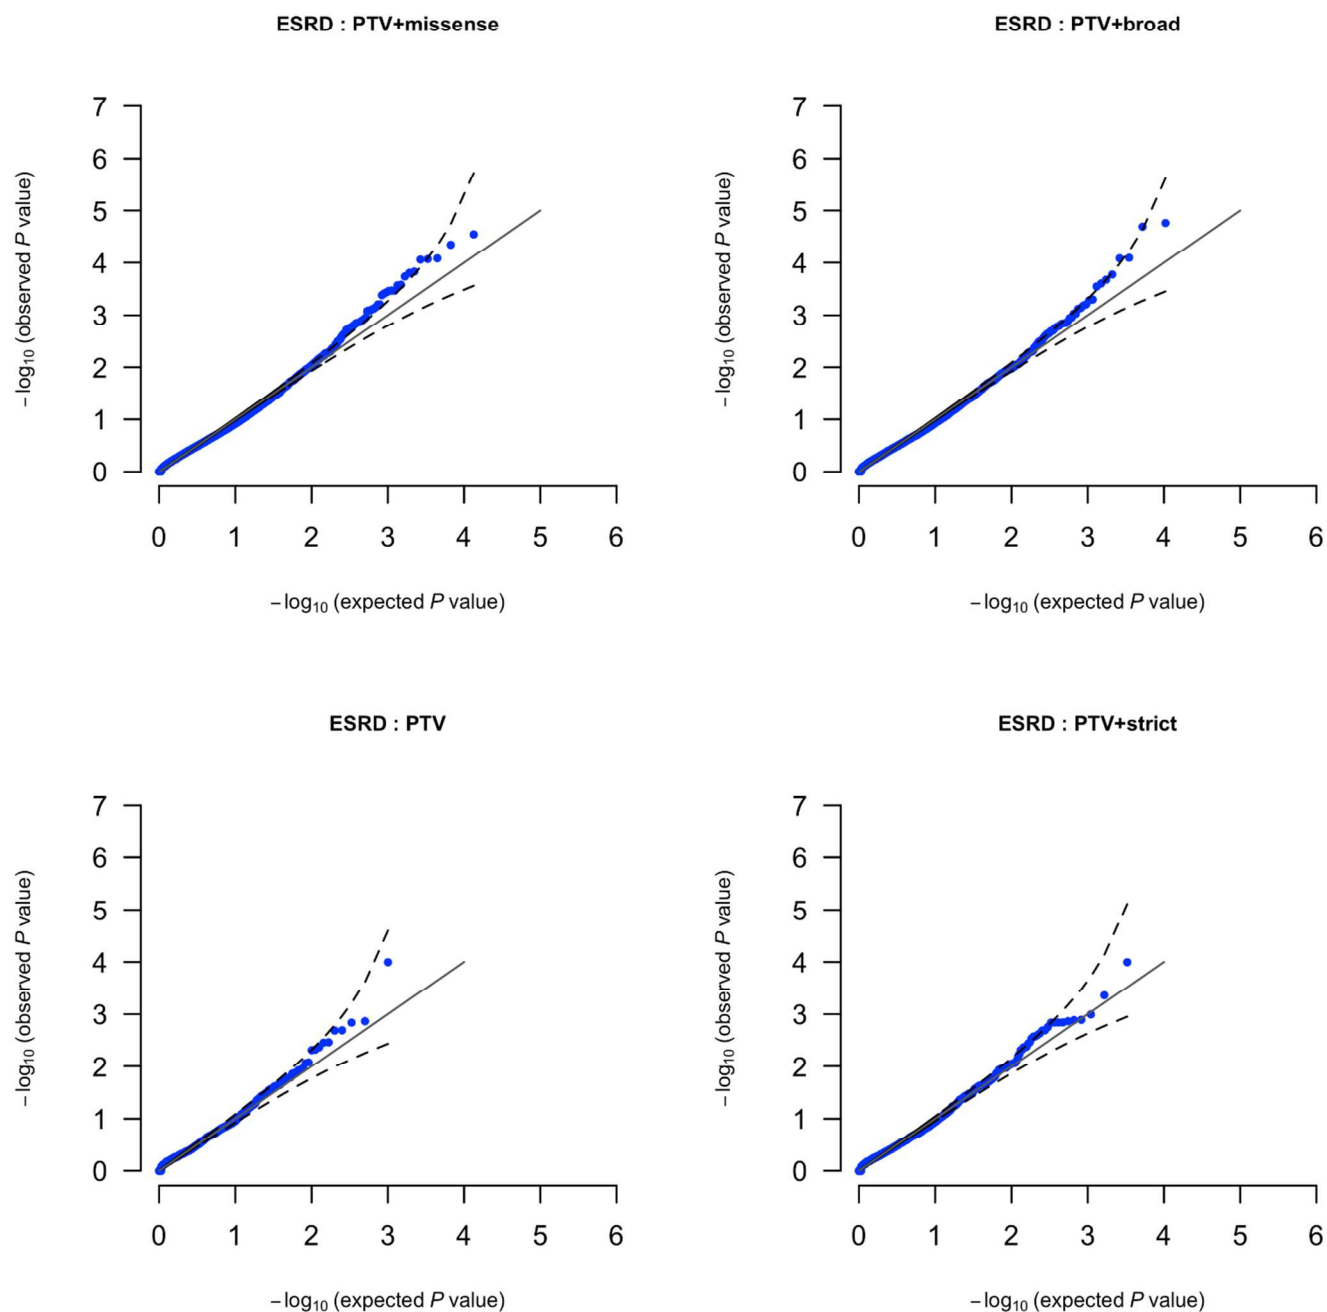 ESRD : PTV+missense
7
6
5
4
3
2
1
0
0 1 2 3 4 5 6
−log10 (observed P value)
−log10 (expected P value)
ESRD : PTV+broad
7
6
5
4
3
2
1
0
0 1 2 3 4 5 6
−log10 (observed P value)
−log10 (expected P value)
ESRD : PTV
7
6
5
4
3
2
1
0
0 1 2 3 4 5 6
−log10 (observed P value)
−log10 (expected P value)
ESRD : PTV+strict
7
6
5
4
3
2
1
0
0 1 2 3 4 5 6
−log10 (observed P value)
−log10 (expected P value)